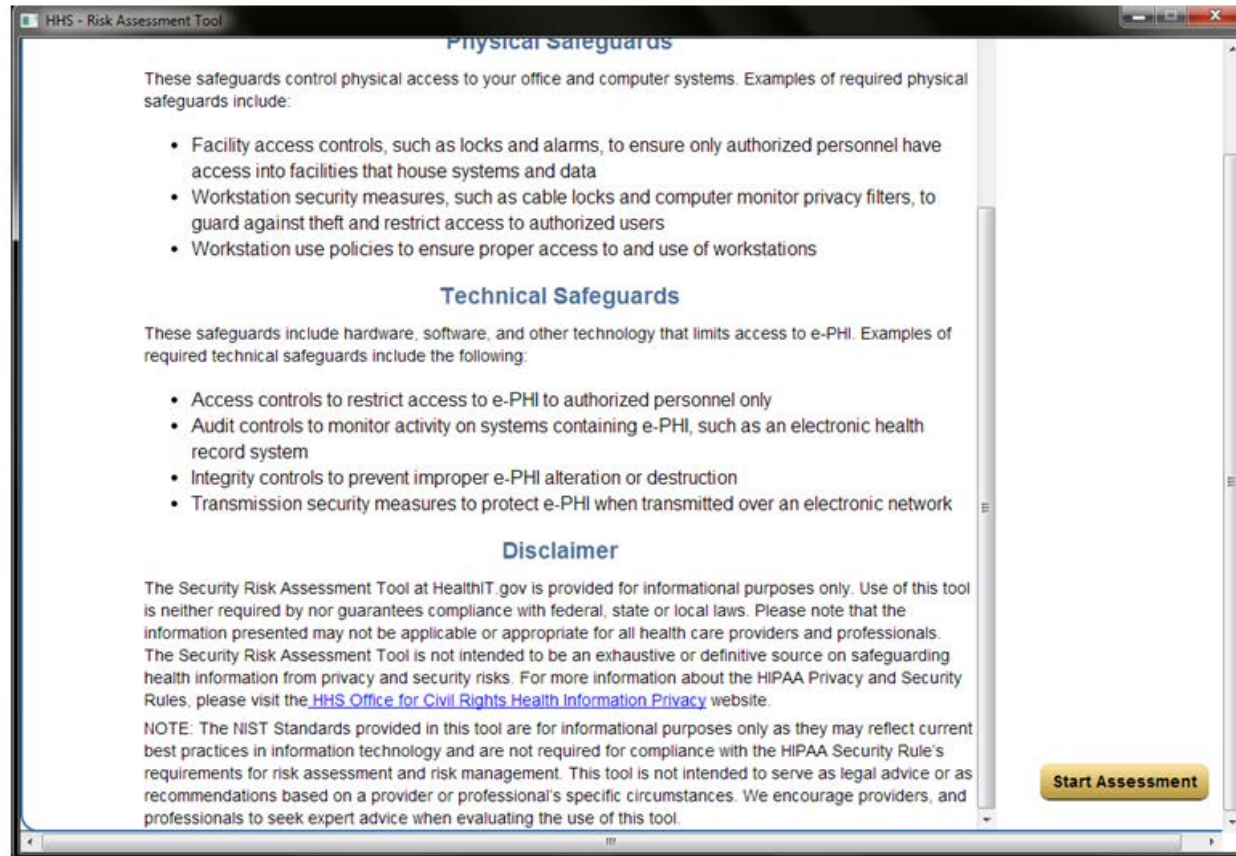 HHS - Risk Assessment Tool
Physical Safeguards
These safeguards control physical access to your office and computer systems. Examples of required physical
safeguards include:
• Facility access controls, such as locks and alarms, to ensure only authorized personnel have
access into facilities that house systems and data
• Workstation security measures, such as cable locks and computer monitor privacy filters, to
guard against theft and restrict access to authorized users
• Workstation use policies to ensure proper access to and use of workstations
Technical Safeguards
These safeguards include hardware, software, and other technology that limits access to e-PHI. Examples of
required technical safeguards include the following:
• Access controls to restrict access to e-PHI to authorized personnel only
• Audit controls to monitor activity on systems containing e-PHI, such as an electronic health
record system
• Integrity controls to prevent improper e-PHI alteration or destruction
• Transmission security measures to protect e-PHI when transmitted over an electronic network
Disclaimer
The Security Risk Assessment Tool at HealthIT.gov is provided for informational purposes only. Use of this tool
is neither required by nor guarantees compliance with federal, state or local laws. Please note that the
information presented may not be applicable or appropriate for all health care providers and professionals.
The Security Risk Assessment Tool is not intended to be an exhaustive or definitive source on safeguarding
health information from privacy and security risks. For more information about the HIPAA Privacy and Security
Rules, please visit the HHS Office for Civil Rights Health Information Privacy website.
NOTE: The NIST Standards provided in this tool are for informational purposes only as they may reflect current
best practices in information technology and are not required for compliance with the HIPAA Security Rule's
requirements for risk assessment and risk management. This tool is not intended to serve as legal advice or as
recommendations based on a provider or professional's specific circumstances. We encourage providers, and
professionals to seek expert advice when evaluating the use of this tool.
Start Assessment